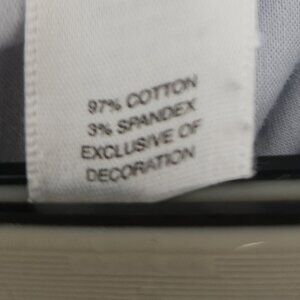 97% COTTON
3% SPANDEX
EXCLUSIVE OF
DECORATION